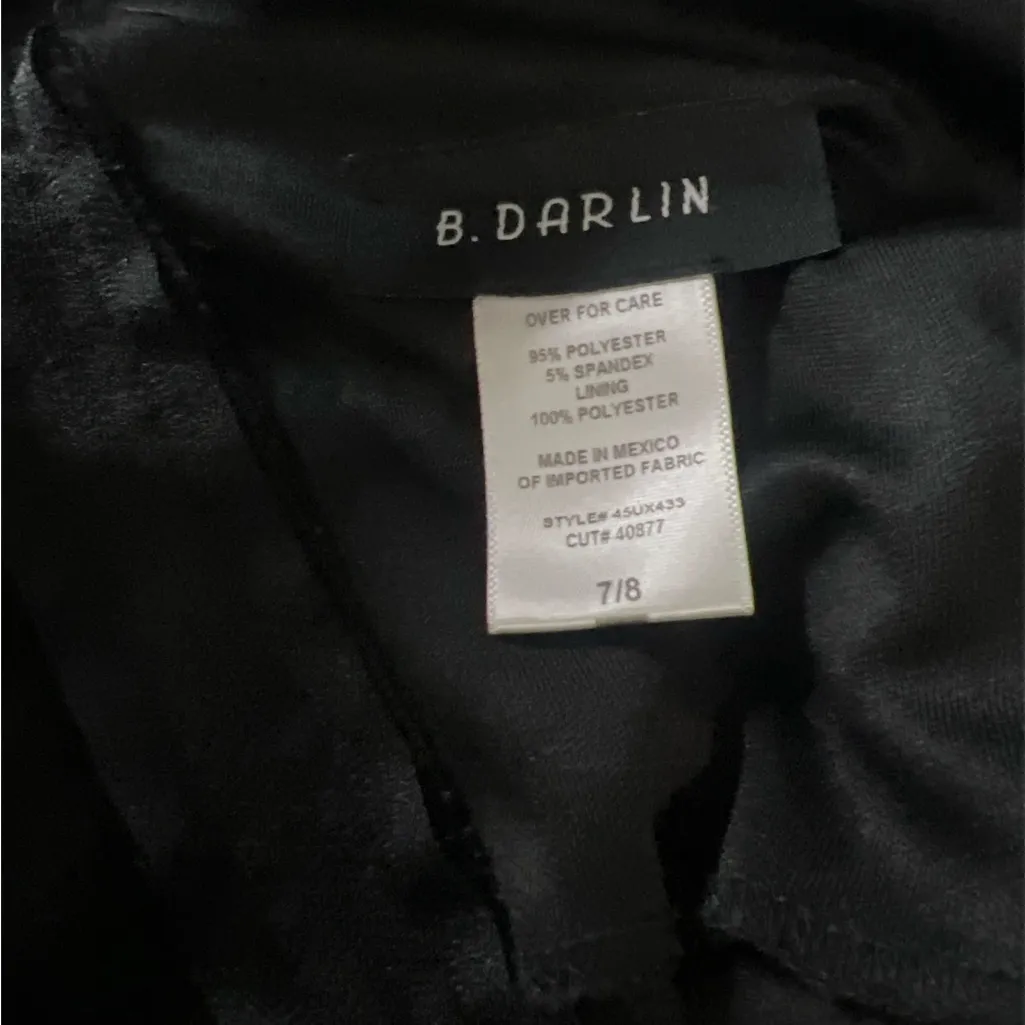 B. DARLIN
OVER FOR CARE
95% POLYESTER
5% SPANDEX
LINING
100% POLYESTER
MADE IN MEXICO
OF IMPORTED FABRIC
STYLE# 45UX433
CUT# 40877
7/8